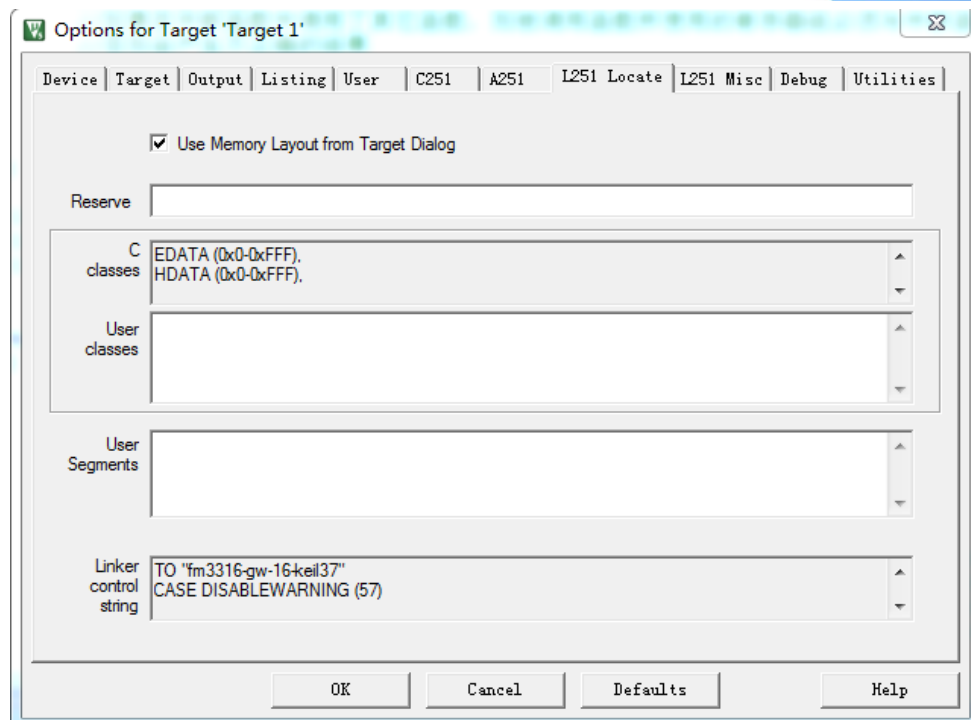 Options for Target 'Target 1'
Device Target Output Listing User C251 A251 L251 Locate L251 Misc Debug Utilities
Use Memory Layout from Target Dialog
Reserve
C classes
EDATA (0x0-0xFFF),
HDATA (0x0-0xFFF),
User classes
User Segments
Linker control string
TO "fm3316-gw-16-keil37"
CASE DISABLEWARNING (57)
OK Cancel Defaults Help